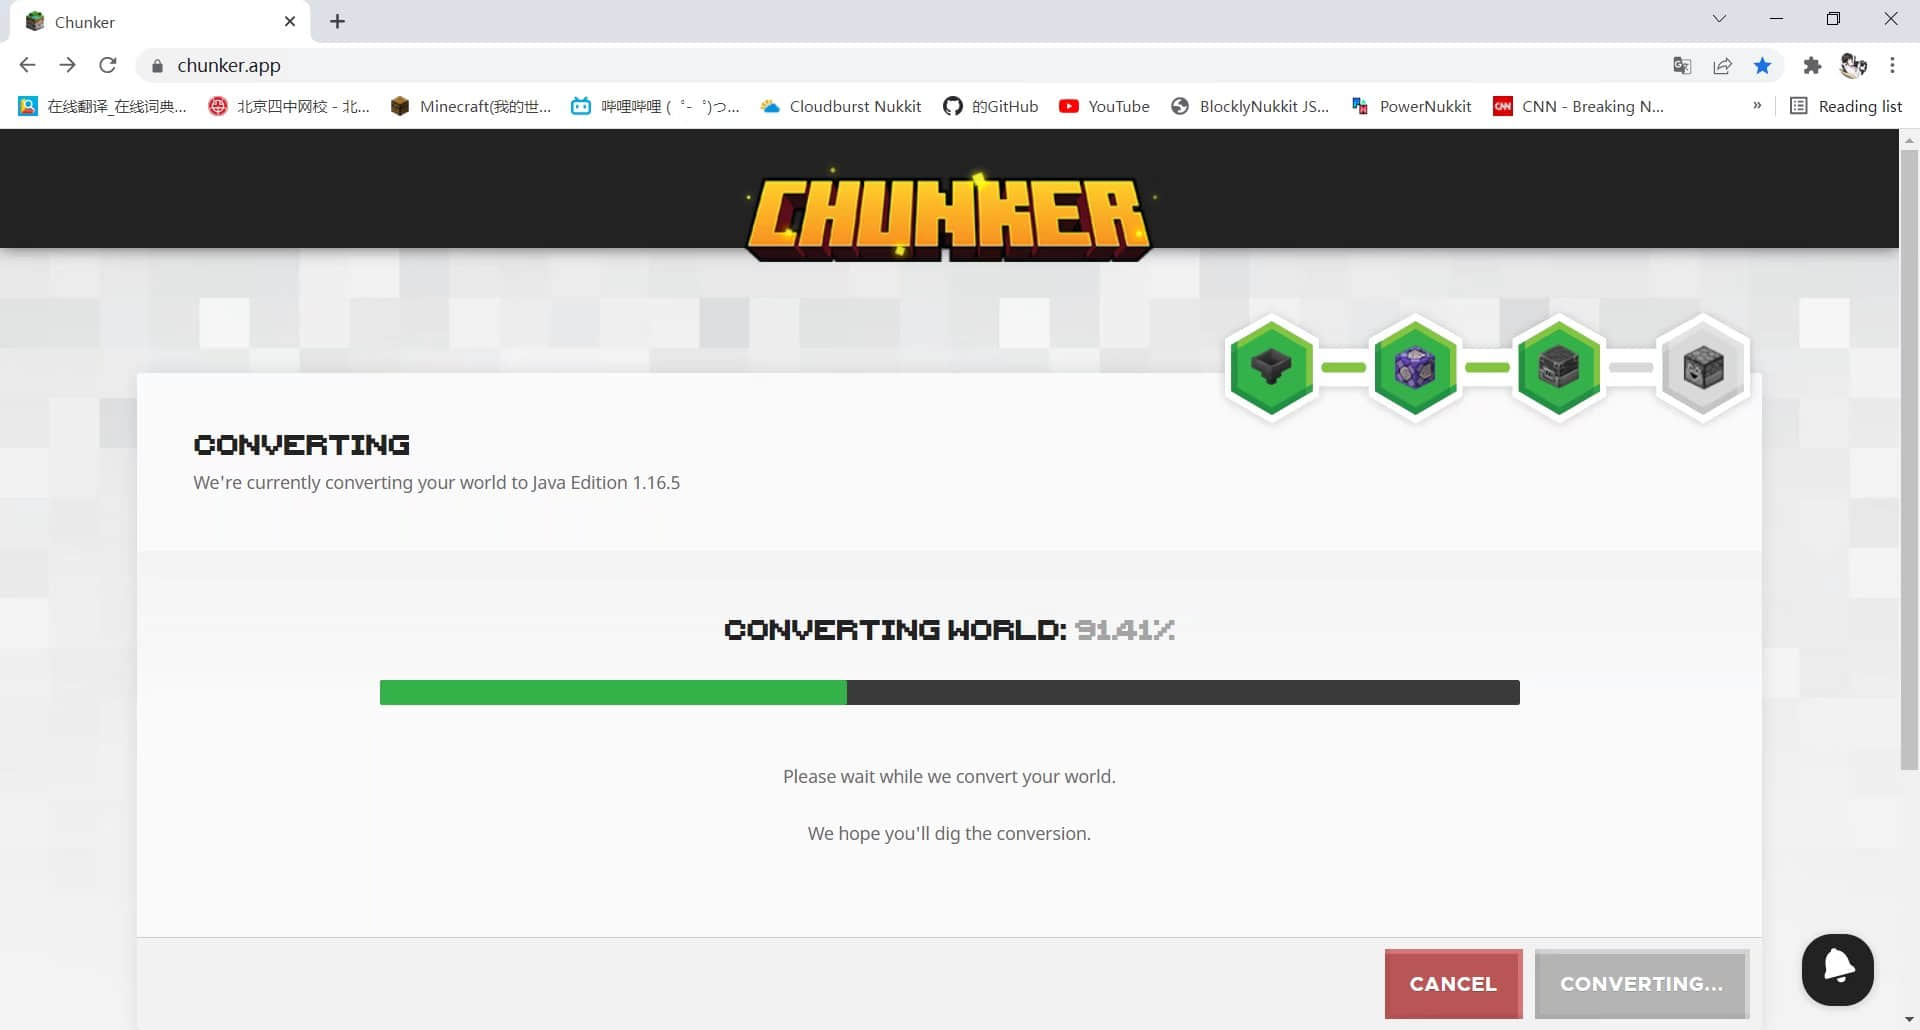 Chunker
chunker.app
在线翻译_在线词典... 北京四中网校 - 北... Minecraft(我的世... 哔哩哔哩 ( ゜- ゜)つ... Cloudburst Nukkit 的GitHub YouTube BlocklyNukkit JS... PowerNukkit CNN - Breaking N... » Reading list
CHUNKER
CONVERTING
We're currently converting your world to Java Edition 1.16.5
CONVERTING WORLD: 91.41%
Please wait while we convert your world.
We hope you'll dig the conversion.
CANCEL CONVERTING...